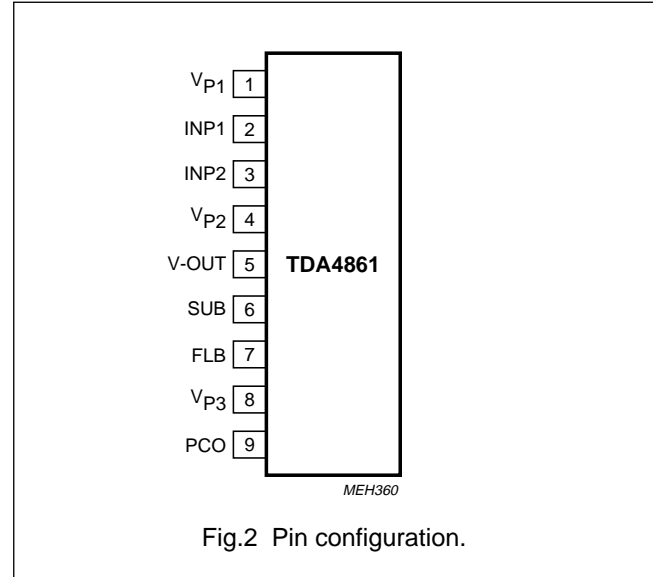 VP1 1
INP1 2
INP2 3
VP2 4
V-OUT 5 TDA4861
SUB 6
FLB 7
VP3 8
PCO 9
MEH360
Fig.2 Pin configuration.